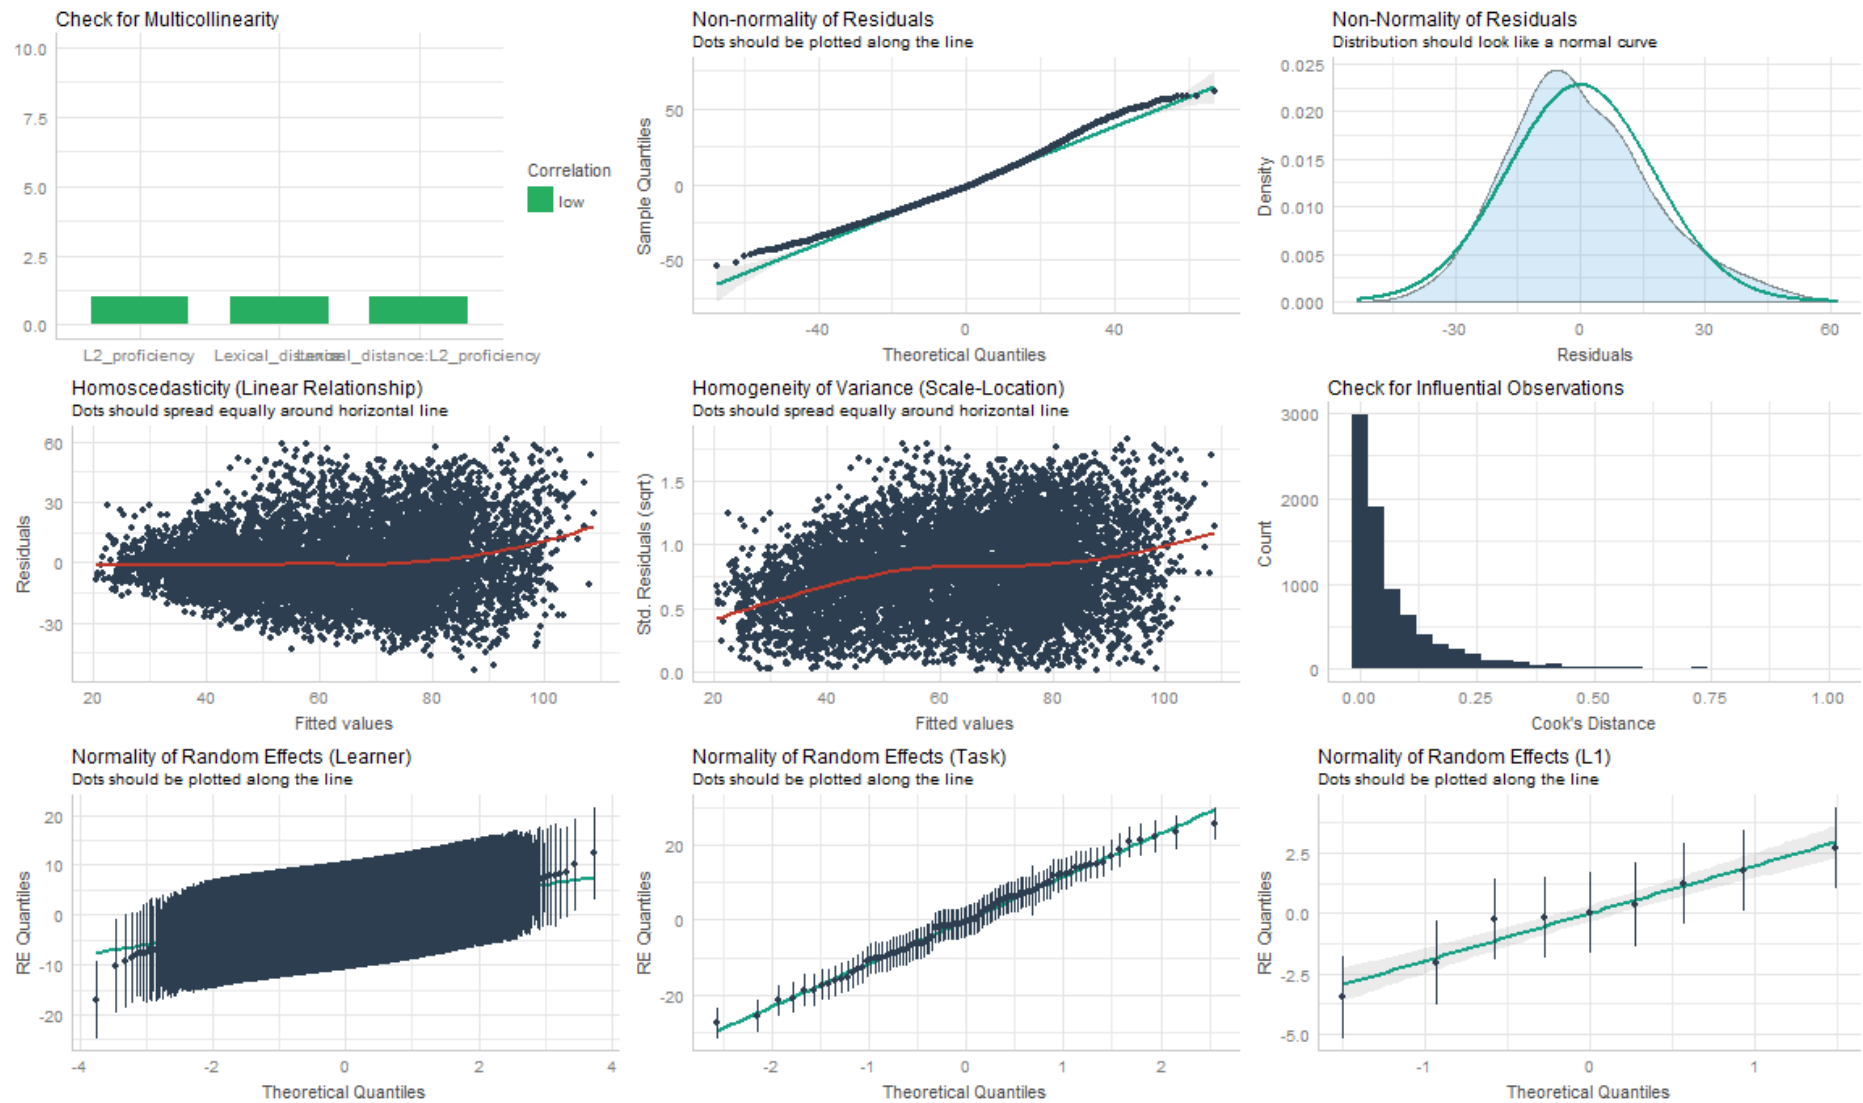 Check for Multicollinearity
10.0
7.5
5.0
2.5
0.0
L2_proficiency
Lexical_distance
Lexical_distance:L2_proficiency
Correlation
low
Non-normality of Residuals
Dots should be plotted along the line
Sample Quantiles
50
0
-50
-40 0 40
Theoretical Quantiles
Non-Normality of Residuals
Distribution should look like a normal curve
Density
0.025
0.020
0.015
0.010
0.005
0.000
-30 0 30 60
Residuals
Homoscedasticity (Linear Relationship)
Dots should spread equally around horizontal line
Residuals
60
30
0
-30
20 40 60 80 100
Fitted values
Homogeneity of Variance (Scale-Location)
Dots should spread equally around horizontal line
Std. Residuals (sqrt)
1.5
1.0
0.5
0.0
20 40 60 80 100
Fitted values
Check for Influential Observations
Count
3000
2000
1000
0
0.00 0.25 0.50 0.75 1.00
Cook's Distance
Normality of Random Effects (Learner)
Dots should be plotted along the line
RE Quantiles
20
10
0
-10
-20
-4 -2 0 2 4
Theoretical Quantiles
Normality of Random Effects (Task)
Dots should be plotted along the line
RE Quantiles
20
0
-20
-2 -1 0 1 2
Theoretical Quantiles
Normality of Random Effects (L1)
Dots should be plotted along the line
RE Quantiles
2.5
0.0
-2.5
-5.0
-1 0 1
Theoretical Quantiles